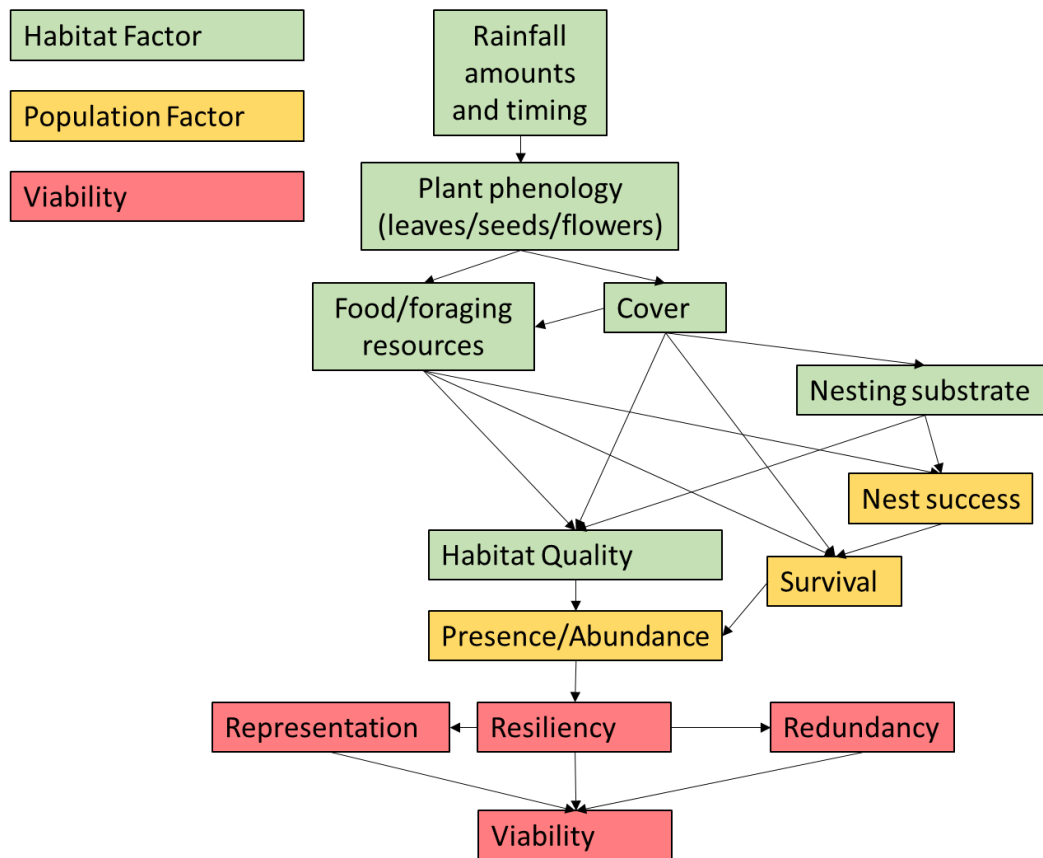 Habitat Factor
Population Factor
Viability
Rainfall
amounts
and timing
Plant phenology
(leaves/seeds/flowers)
Food/foraging
resources
Cover
Nesting substrate
Nest success
Habitat Quality
Survival
Presence/Abundance
Representation
Resiliency
Redundancy
Viability